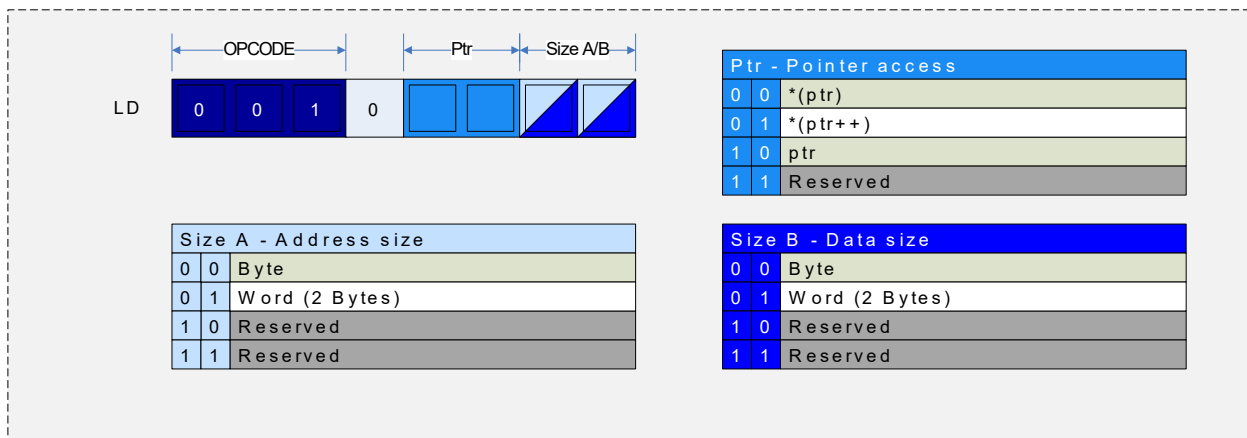 OPCODE Ptr Size A/B
LD 0 0 1 0
Ptr - Pointer access
0 0 *(ptr)
0 1 *(ptr++)
1 0 ptr
1 1 Reserved
Size A - Address size
0 0 Byte
0 1 Word (2 Bytes)
1 0 Reserved
1 1 Reserved
Size B - Data size
0 0 Byte
0 1 Word (2 Bytes)
1 0 Reserved
1 1 Reserved